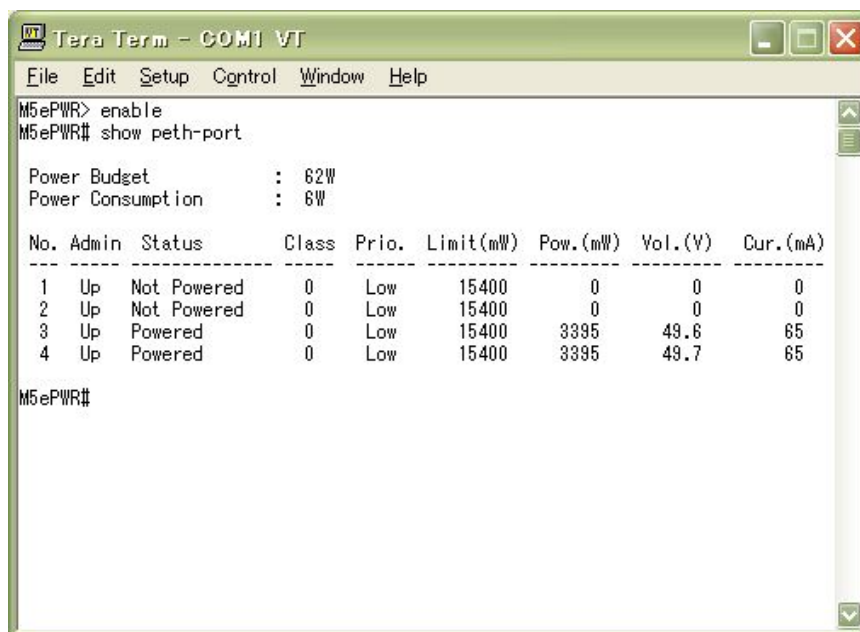 Tera Term - COM1 VT
File Edit Setup Control Window Help
M5ePWR> enable
M5ePWR# show peth-port
Power Budget : 62W
Power Consumption : 6W
No. Admin Status Class Prio. Limit(mW) Pow.(mW) Vol.(V) Cur.(mA)
--- ----- --------------- ----- ------ --------- --------- -------- ---------
1 Up Not Powered 0 Low 15400 0 0 0
2 Up Not Powered 0 Low 15400 0 0 0
3 Up Powered 0 Low 15400 3395 49.6 65
4 Up Powered 0 Low 15400 3395 49.7 65
M5ePWR#